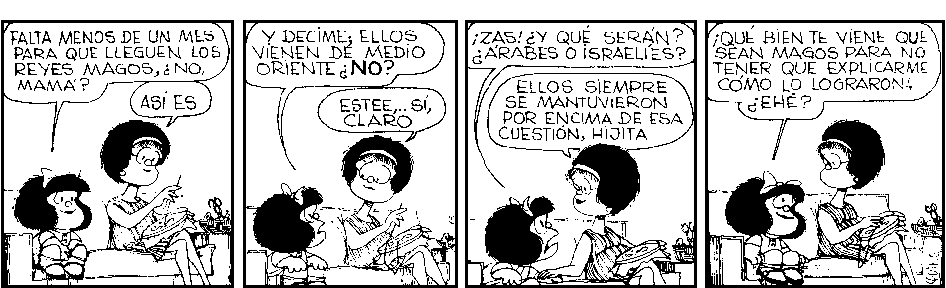 FALTA MENOS DE UN MES
PARA QUE LLEGUEN LOS
REYES MAGOS, ¿NO,
MAMÁ?
ASÍ ES
Y DECIME; ELLOS
VIENEN DE MEDIO
ORIENTE ¿NO?
ESTEE,... SÍ,
CLARO
¡ZAS! ¿Y QUÉ SERÁN?
¿ÁRABES O ISRAELÍES?
ELLOS SIEMPRE
SE MANTUVIERON
POR ENCIMA DE ESA
CUESTIÓN, HIJITA
¡QUÉ BIEN TE VIENE QUE
SEAN MAGOS PARA NO
TENER QUE EXPLICARME
CÓMO LO LOGRARON!
¿EHÉ?